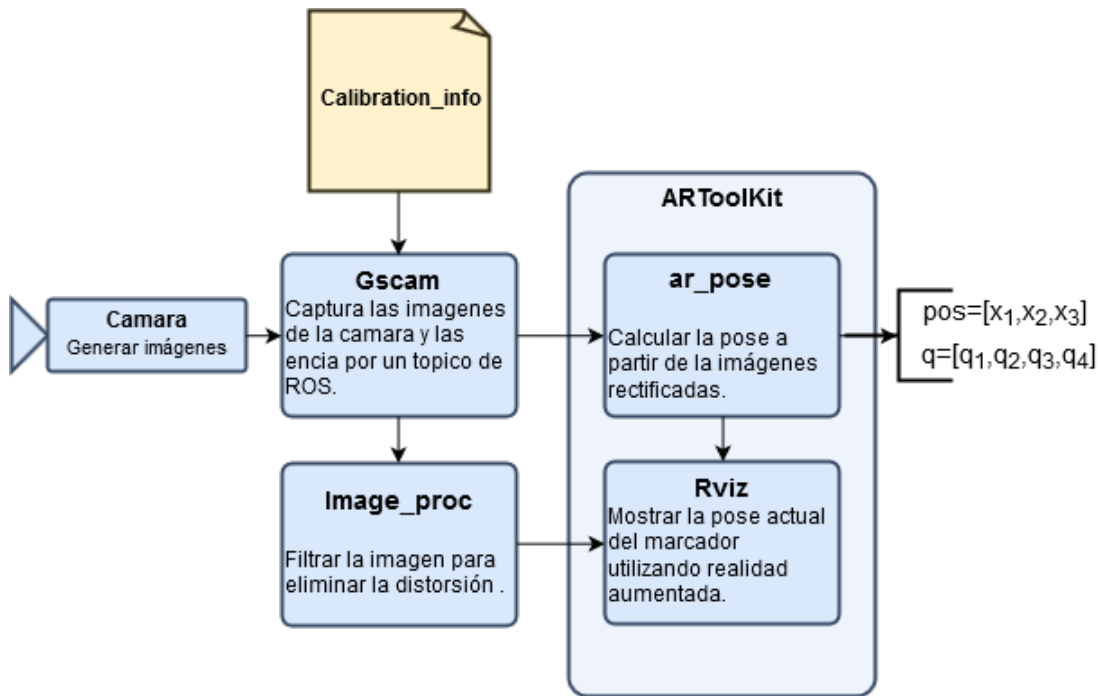 Calibration_info
ARToolKit
Camara
Generar imágenes
Gscam
Captura las imagenes
de la camara y las
encia por un topico de
ROS.
ar_pose
Calcular la pose a
partir de la imágenes
rectificadas.
pos=[x₁,x₂,x₃]
q=[q₁,q₂,q₃,q₄]
Image_proc
Filtrar la imagen para
eliminar la distorsión .
Rviz
Mostrar la pose actual
del marcador
utilizando realidad
aumentada.